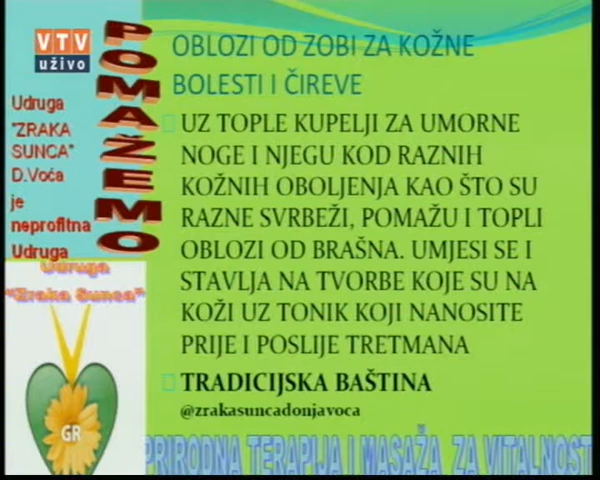 VTV
uživo
POMAŽEMO
Udruga
"ZRAKA
SUNCA"
D.Voća
je
neprofitna
Udruga
Udruga
"Zraka Sunca"
GR
OBLOZI OD ZOBI ZA KOŽNE
BOLESTI I ČIREVE
UZ TOPLE KUPELJI ZA UMORNE
NOGE I NJEGU KOD RAZNIH
KOŽNIH OBOLJENJA KAO ŠTO SU
RAZNE SVRBEŽI, POMAŽU I TOPLI
OBLOZI OD BRAŠNA. UMJESI SE I
STAVLJA NA TVORBE KOJE SU NA
KOŽI UZ TONIK KOJI NANOSITE
PRIJE I POSLIJE TRETMANA
TRADICIJSKA BAŠTINA
@zrakasuncadonjavoca
PRIRODNA TERAPIJA I MASAŽA ZA VITALNOST